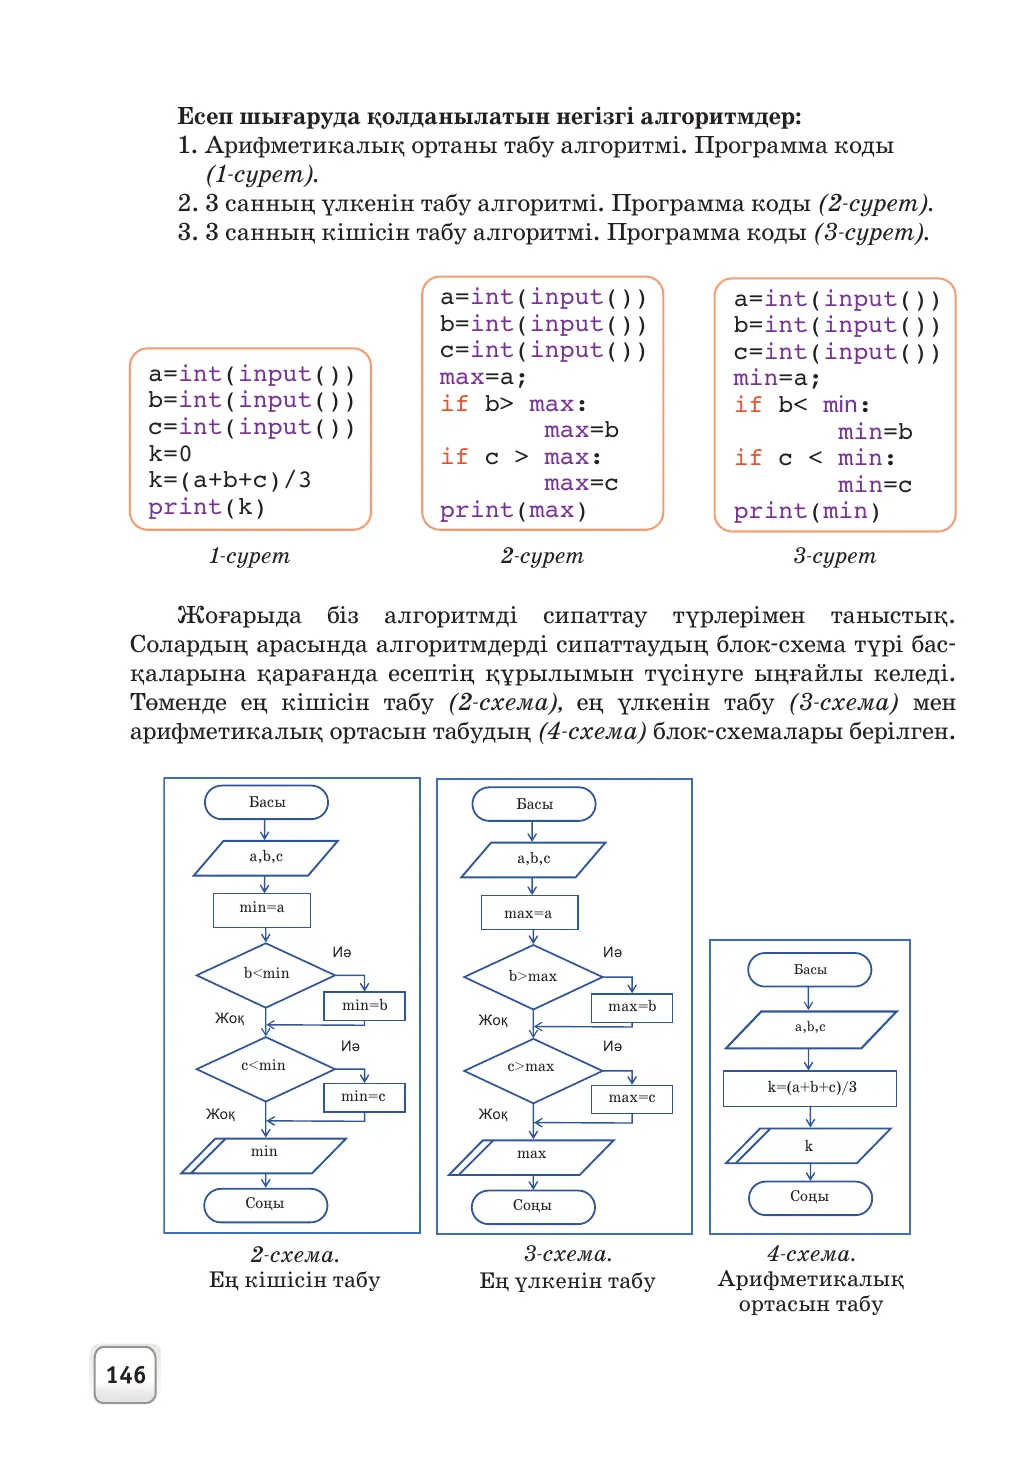 Есеп шығаруда қолданылатын негізгі алгоритмдер:
1. Арифметикалық ортаны табу алгоритмі. Программа коды
(1-сурет).
2. 3 санның үлкенін табу алгоритмі. Программа коды (2-сурет).
3. 3 санның кішісін табу алгоритмі. Программа коды (3-сурет).
a=int(input())
b=int(input())
c=int(input())
k=0
k=(a+b+c)/3
print(k)
1-сурет
a=int(input())
b=int(input())
c=int(input())
max=a;
if b> max:
max=b
if c > max:
max=c
print(max)
2-сурет
a=int(input())
b=int(input())
c=int(input())
min=a;
if b< min:
min=b
if c < min:
min=c
print(min)
3-сурет
Жоғарыда біз алгоритмді сипаттау түрлерімен таныстық.
Солардың арасында алгоритмдерді сипаттаудың блок-схема түрі бас-
қаларына қарағанда есептің құрылымын түсінуге ыңғайлы келеді.
Төменде ең кішісін табу (2-схема), ең үлкенін табу (3-схема) мен
арифметикалық ортасын табудың (4-схема) блок-схемалары берілген.
Басы
a,b,c
min=a
b<min
Иә
min=b
Жоқ
c<min
Иә
min=c
Жоқ
min
Соңы
2-схема.
Ең кішісін табу
Басы
a,b,c
max=a
b>max
Иә
max=b
Жоқ
c>max
Иә
max=c
Жоқ
max
Соңы
3-схема.
Ең үлкенін табу
Басы
a,b,c
k=(a+b+c)/3
k
Соңы
4-схема.
Арифметикалық
ортасын табу
146